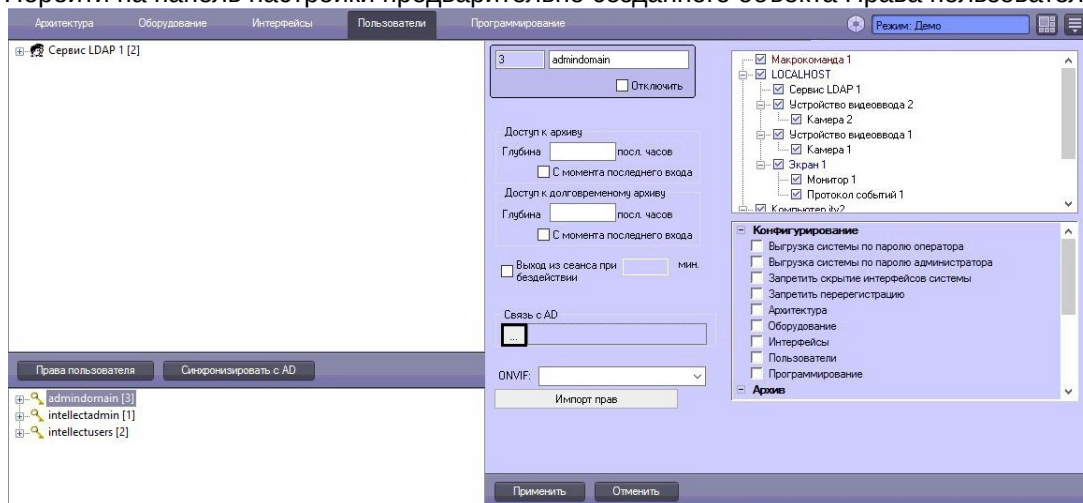 Перейти на панель настройки предварительно созданного объекта Права пользовател
Архитектура Оборудование Интерфейсы Пользователи Программирование Режим: Демо
Сервис LDAP 1 [2]
Права пользователя Синхронизировать с AD
admindomain [3]
intellectadmin [1]
intellectusers [2]
3 admindomain
Отключить
Доступ к архиву
Глубина посл. часов
С момента последнего входа
Доступ к долговременому архиву
Глубина посл. часов
С момента последнего входа
Выход из сеанса при мин.
бездействии
Связь с AD
...
ONVIF:
Импорт прав
Применить Отменить
Макрокоманда 1
LOCALHOST
Сервис LDAP 1
Устройство видеоввода 2
Камера 2
Устройство видеоввода 1
Камера 1
Экран 1
Монитор 1
Протокол событий 1
Компьютер itv2
Конфигурирование
Выгрузка системы по паролю оператора
Выгрузка системы по паролю администратора
Запретить скрытие интерфейсов системы
Запретить перерегистрацию
Архитектура
Оборудование
Интерфейсы
Пользователи
Программирование
Архив